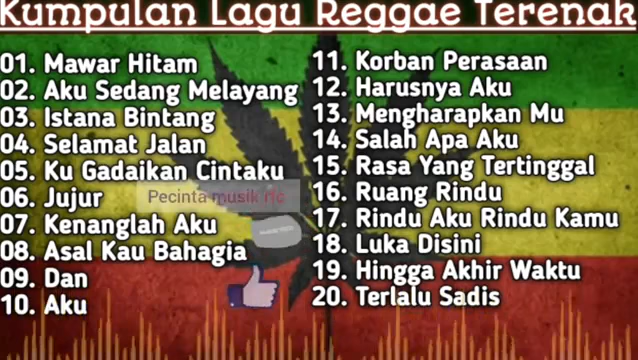 Kumpulan Lagu Reggae Terenak
01. Mawar Hitam
02. Aku Sedang Melayang
03. Istana Bintang
04. Selamat Jalan
05. Ku Gadaikan Cintaku
06. Jujur
07. Kenanglah Aku
08. Asal Kau Bahagia
09. Dan
10. Aku
11. Korban Perasaan
12. Harusnya Aku
13. Mengharapkan Mu
14. Salah Apa Aku
15. Rasa Yang Tertinggal
16. Ruang Rindu
17. Rindu Aku Rindu Kamu
18. Luka Disini
19. Hingga Akhir Waktu
20. Terlalu Sadis
Pecinta musik